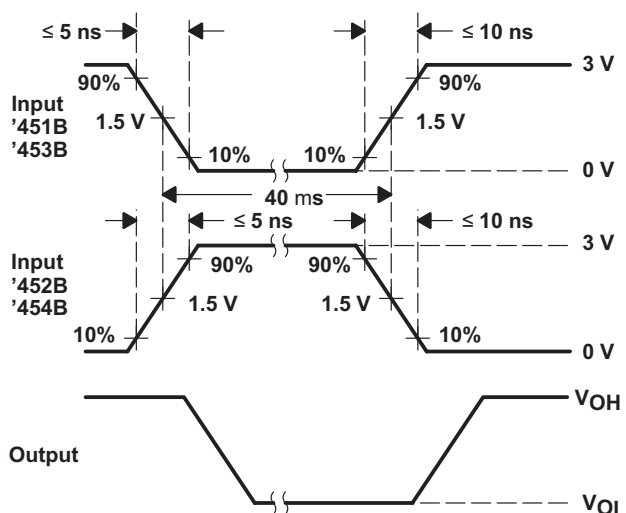 ≤ 5 ns ≤ 10 ns
90% 90% 3 V
Input
'451B
'453B
1.5 V 1.5 V
10% 10%
0 V
40 ms
≤ 5 ns ≤ 10 ns
3 V
Input
'452B
'454B
90% 90%
1.5 V 1.5 V
10% 10%
0 V
VOH
Output
VOL